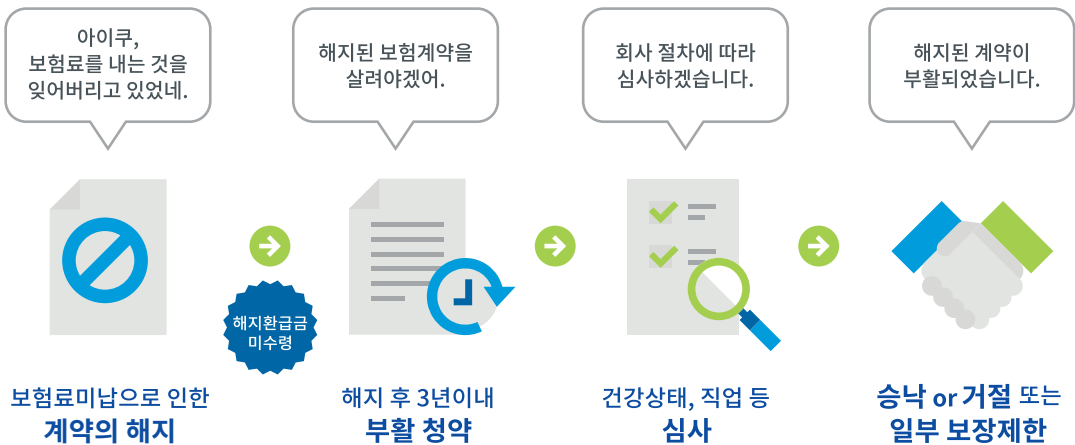 아이쿠,
보험료를 내는 것을
잊어버리고 있었네.
해지된 보험계약을
살려야겠어.
회사 절차에 따라
심사하겠습니다.
해지된 계약이
부활되었습니다.
해지환급금
미수령
보험료미납으로 인한
계약의 해지
해지 후 3년이내
부활 청약
건강상태, 직업 등
심사
승낙 or 거절 또는
일부 보장제한